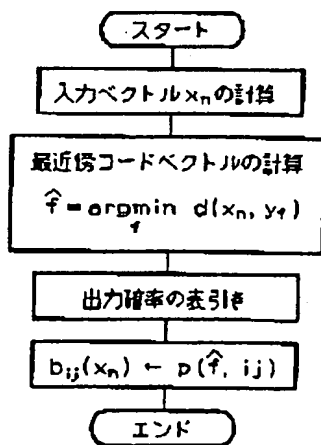 スタート
入力ベクトルxnの計算
最近傍コードベクトルの計算
f̂ = argmin d(xn, yf)
f
出力確率の表引き
bij(xn) ← p(f̂, ij)
エンド